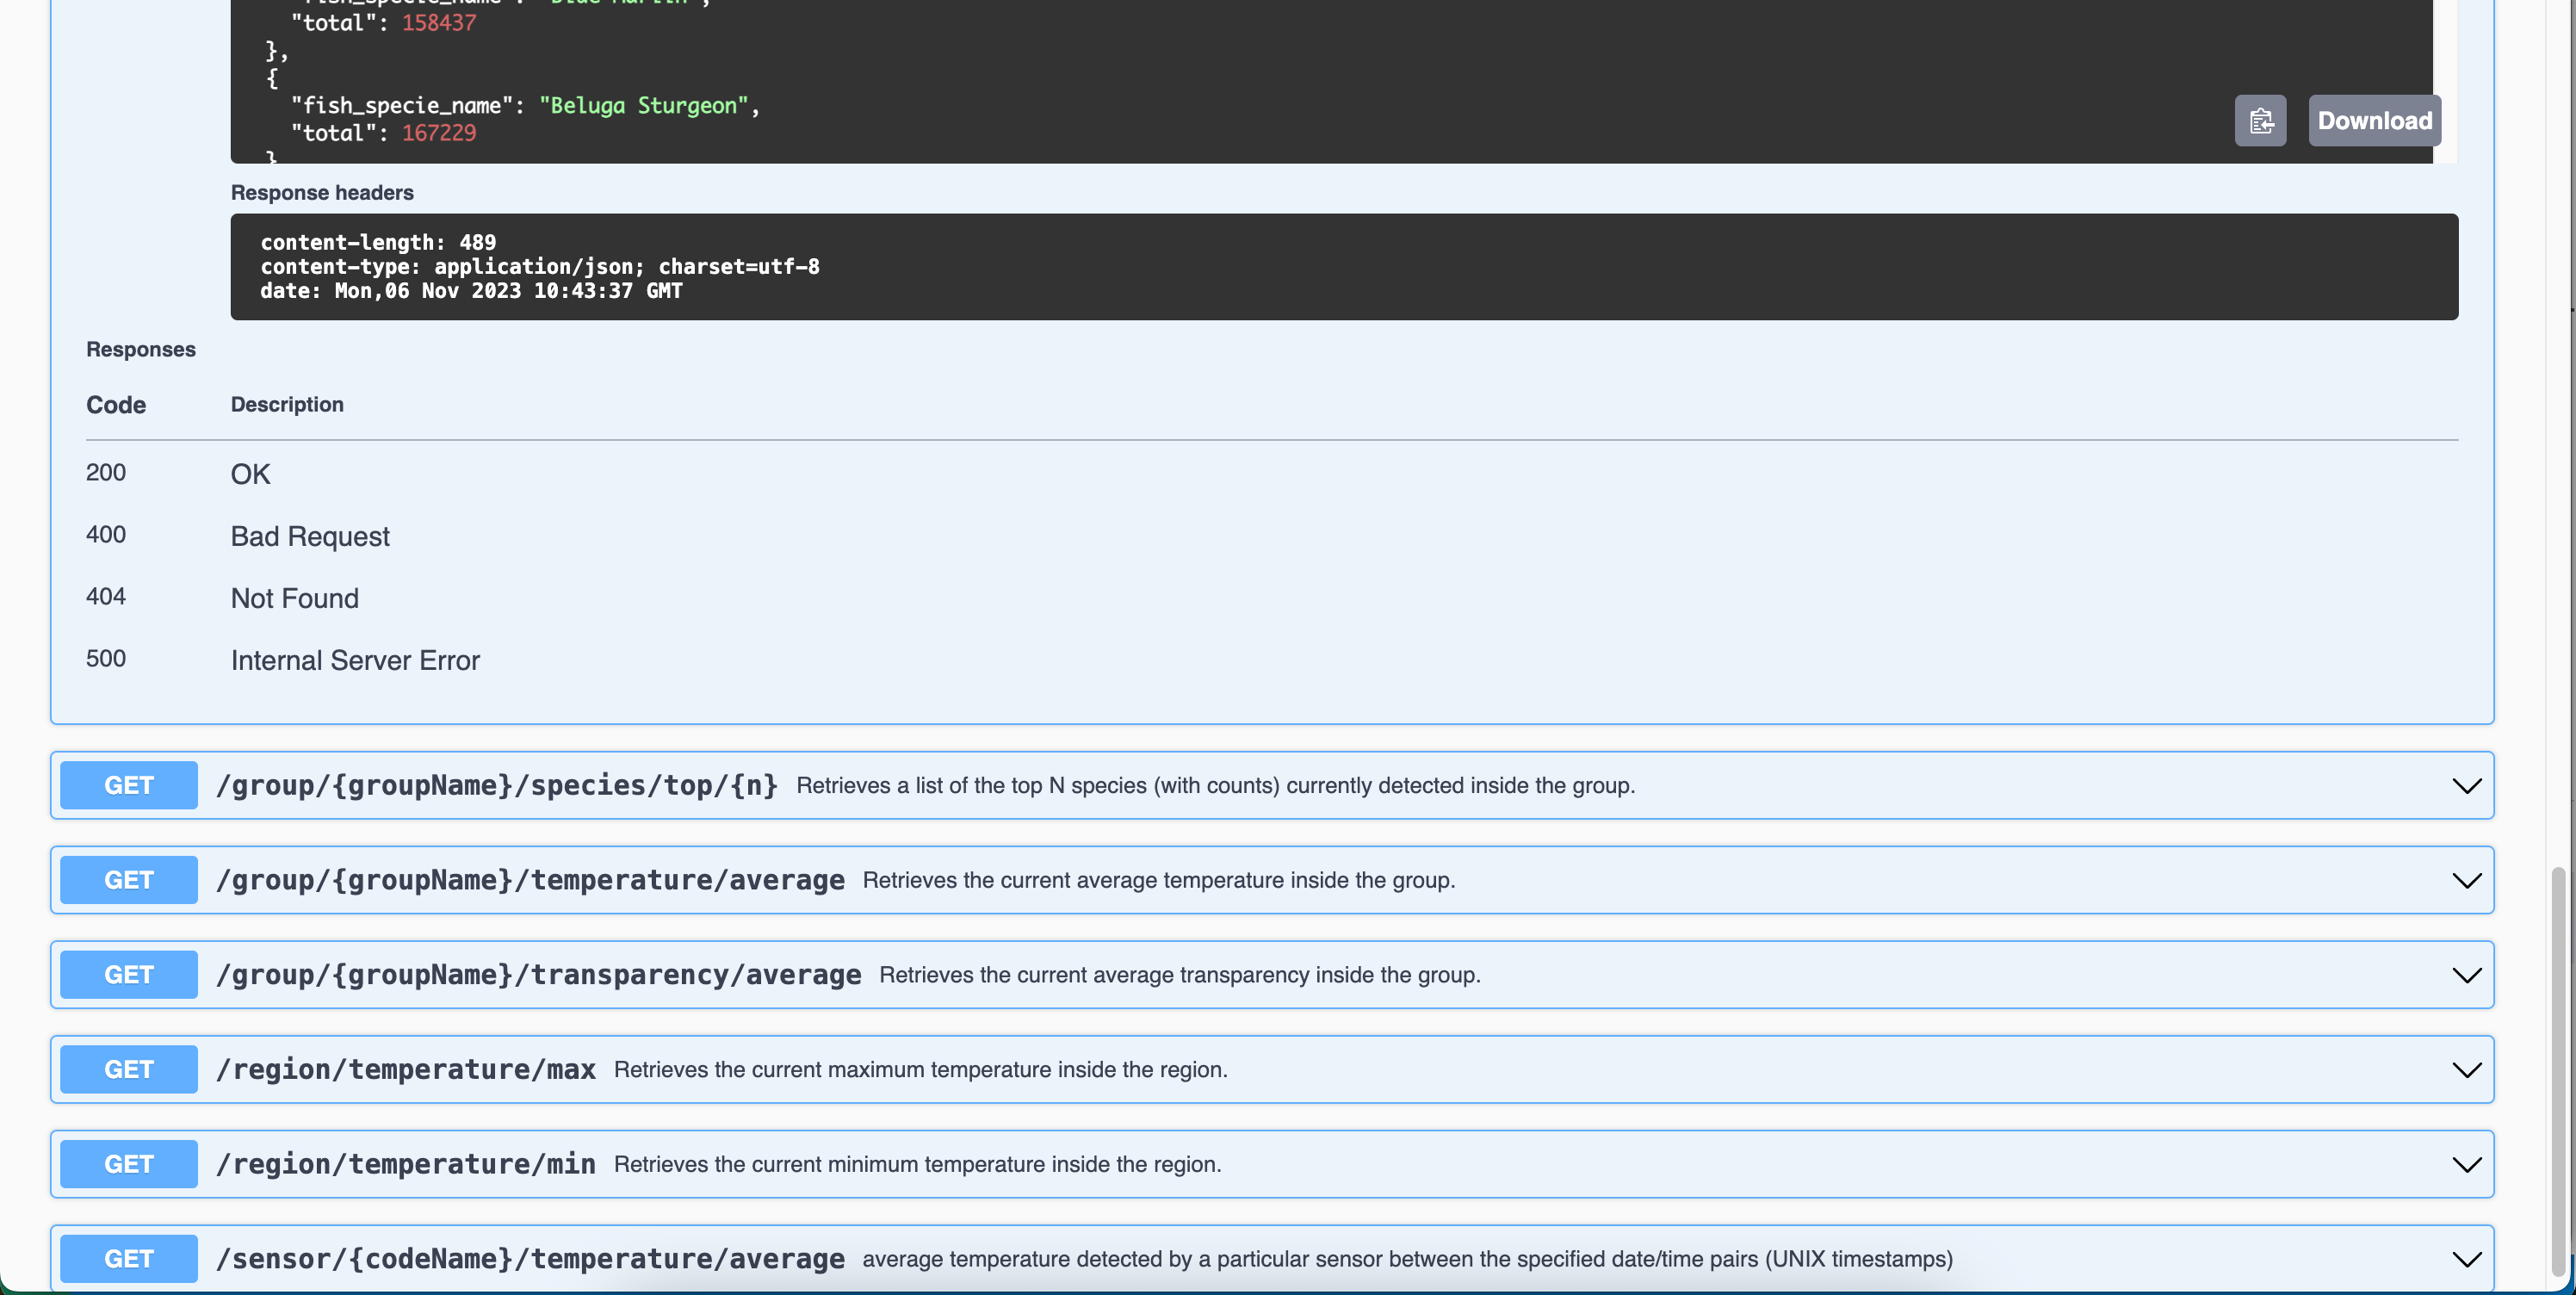 "fish_specie_name": "Blue Marlin",
"total": 158437
},
{
"fish_specie_name": "Beluga Sturgeon",
"total": 167229
}
Download
Response headers
content-length: 489
content-type: application/json; charset=utf-8
date: Mon,06 Nov 2023 10:43:37 GMT
Responses
Code Description
200 OK
400 Bad Request
404 Not Found
500 Internal Server Error
GET /group/{groupName}/species/top/{n} Retrieves a list of the top N species (with counts) currently detected inside the group.
GET /group/{groupName}/temperature/average Retrieves the current average temperature inside the group.
GET /group/{groupName}/transparency/average Retrieves the current average transparency inside the group.
GET /region/temperature/max Retrieves the current maximum temperature inside the region.
GET /region/temperature/min Retrieves the current minimum temperature inside the region.
GET /sensor/{codeName}/temperature/average average temperature detected by a particular sensor between the specified date/time pairs (UNIX timestamps)